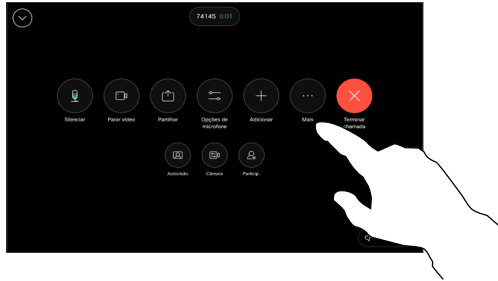 74145 0:01
Silenciar
Parar vídeo
Partilhar
Opções de
microfone
Adicionar
Mais
Terminar
chamada
Autovisão
Câmara
Particip.